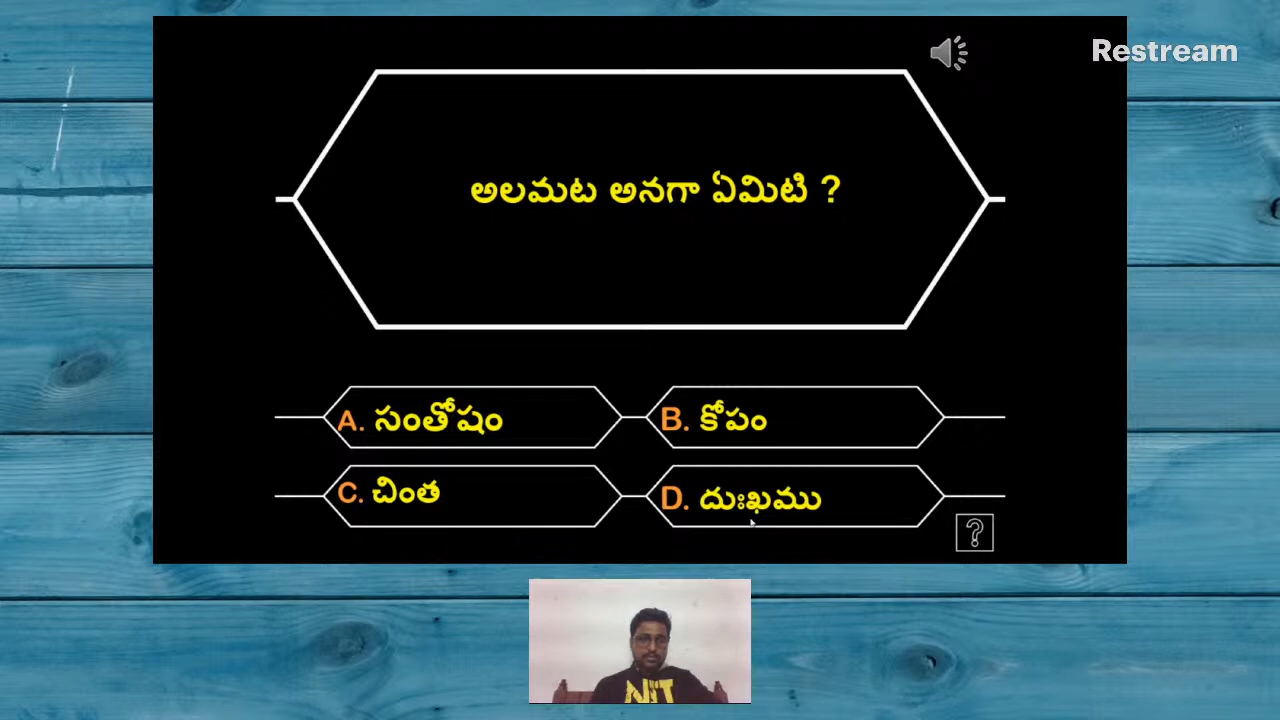 Restream
అలమట అనగా ఏమిటి ?
A. సంతోషం
B. కోపం
C. చింత
D. దుఃఖము
?
NIT